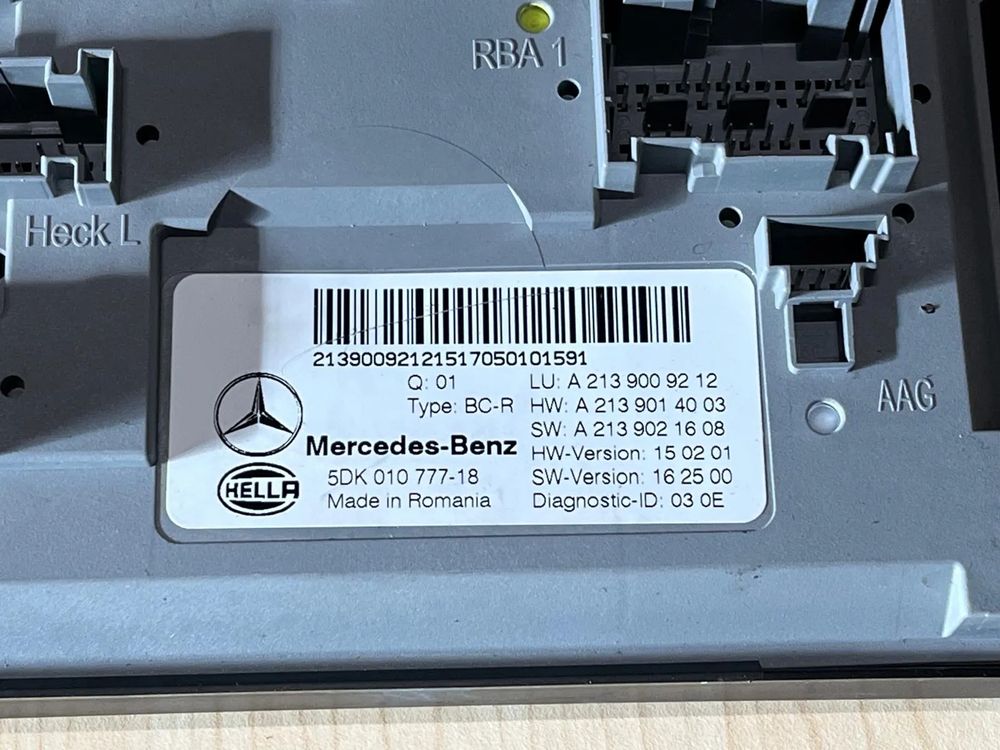 RBA 1
Heck L
21390092121517050101591
Q: 01 LU: A 213 900 92 12
Type: BC-R HW: A 213 901 40 03
SW: A 213 902 16 08
Mercedes-Benz HW-Version: 15 02 01
5DK 010 777-18 SW-Version: 16 25 00
HELLA Made in Romania Diagnostic-ID: 03 0E
AAG